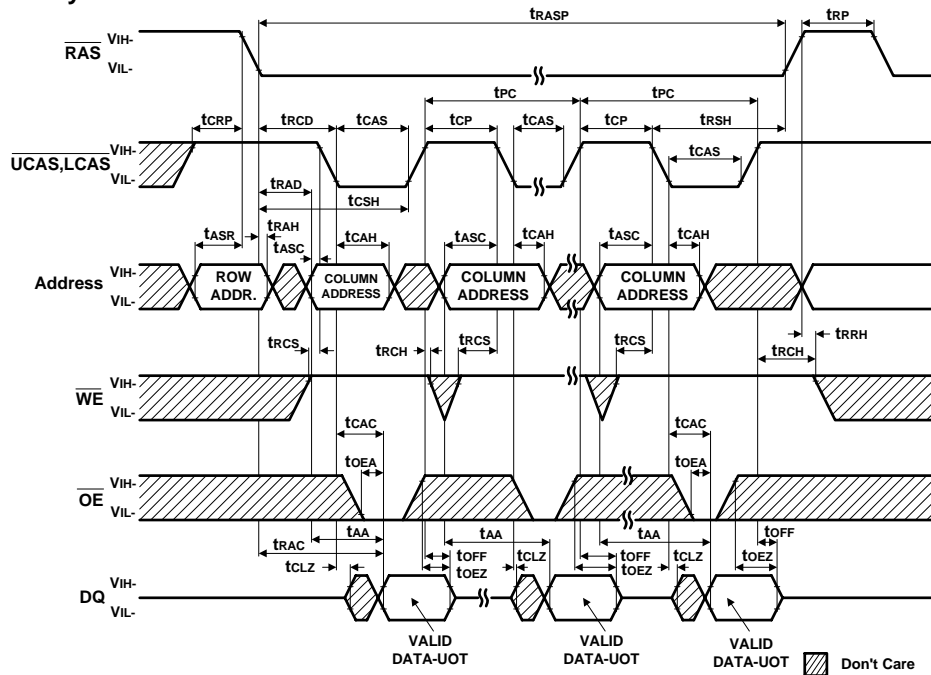 tRASP
tRP
RAS
VIH-
VIL-
tPC
tPC
tCRP
tRCD
tCAS
tCP
tCAS
tCP
tRSH
UCAS,LCAS
VIH-
VIL-
tCAS
tRAD
tCSH
tASR
tRAH
tASC
tCAH
tASC
tCAH
tASC
tCAH
Address
VIH-
VIL-
ROW
ADDR.
COLUMN
ADDRESS
COLUMN
ADDRESS
COLUMN
ADDRESS
tRCS
tRCH
tRCS
tRCS
tRCH
tRRH
WE
VIH-
VIL-
tCAC
tCAC
tOEA
tOEA
OE
VIH-
VIL-
tAA
tAA
tAA
tOFF
tRAC
tCLZ
tOFF
tOEZ
tCLZ
tOFF
tOEZ
tCLZ
tOEZ
DQ
VIH-
VIL-
VALID
DATA-UOT
VALID
DATA-UOT
VALID
DATA-UOT
Don't Care